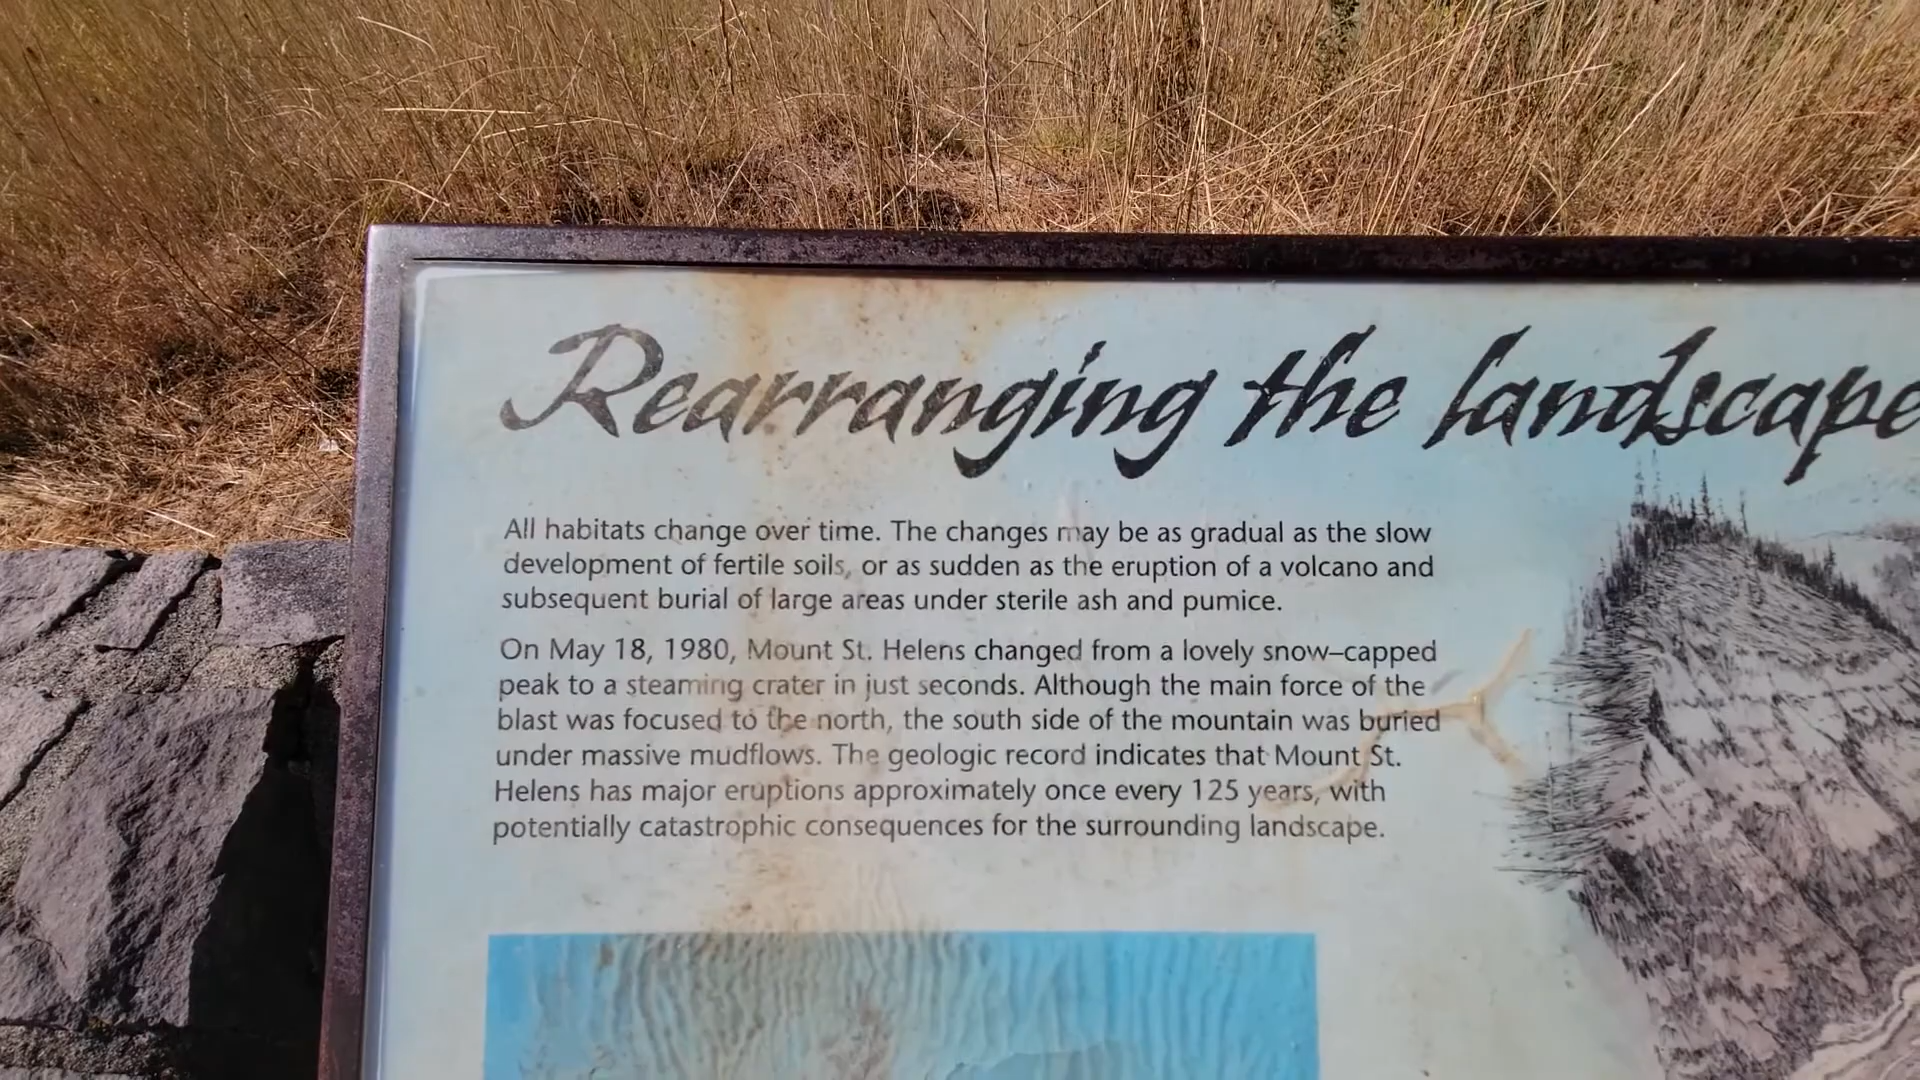 Rearranging the landscape
All habitats change over time. The changes may be as gradual as the slow
development of fertile soils, or as sudden as the eruption of a volcano and
subsequent burial of large areas under sterile ash and pumice.
On May 18, 1980, Mount St. Helens changed from a lovely snow–capped
peak to a steaming crater in just seconds. Although the main force of the
blast was focused to the north, the south side of the mountain was buried
under massive mudflows. The geologic record indicates that Mount St.
Helens has major eruptions approximately once every 125 years, with
potentially catastrophic consequences for the surrounding landscape.